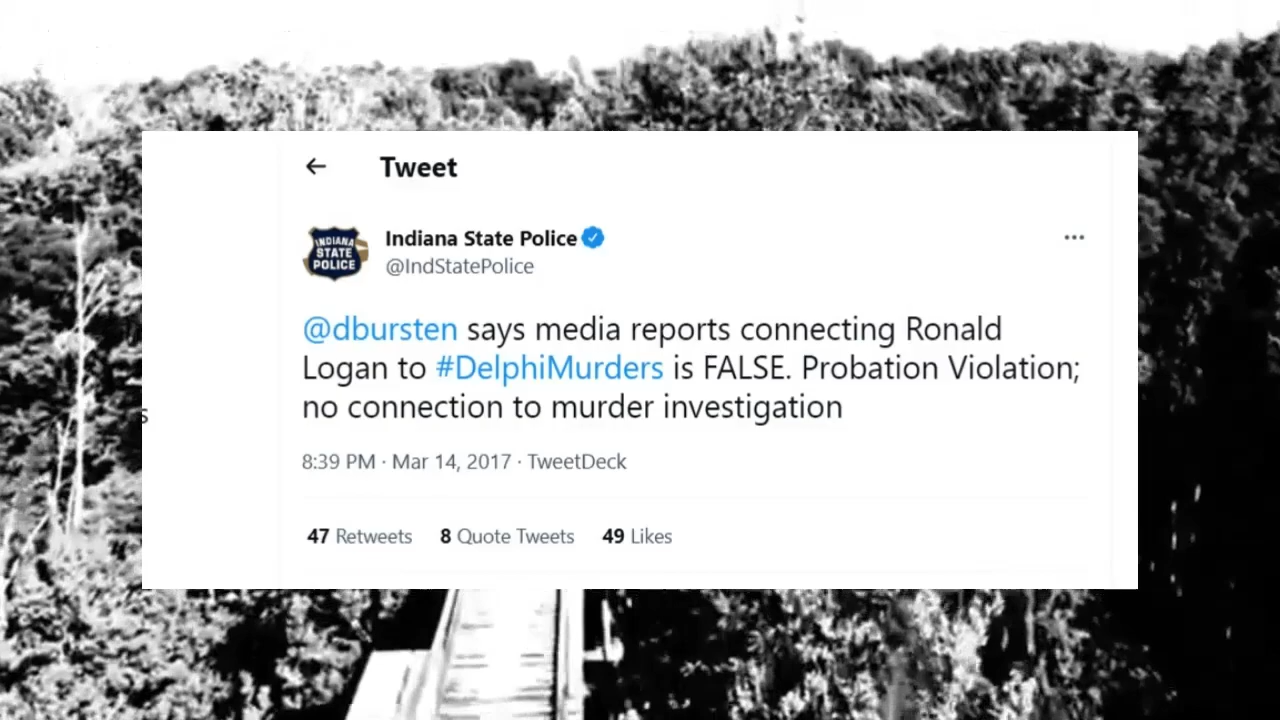 ← Tweet
INDIANA
STATE
POLICE
Indiana State Police
@IndStatePolice
@dbursten says media reports connecting Ronald
Logan to #DelphiMurders is FALSE. Probation Violation;
no connection to murder investigation
8:39 PM · Mar 14, 2017 · TweetDeck
47 Retweets 8 Quote Tweets 49 Likes
s